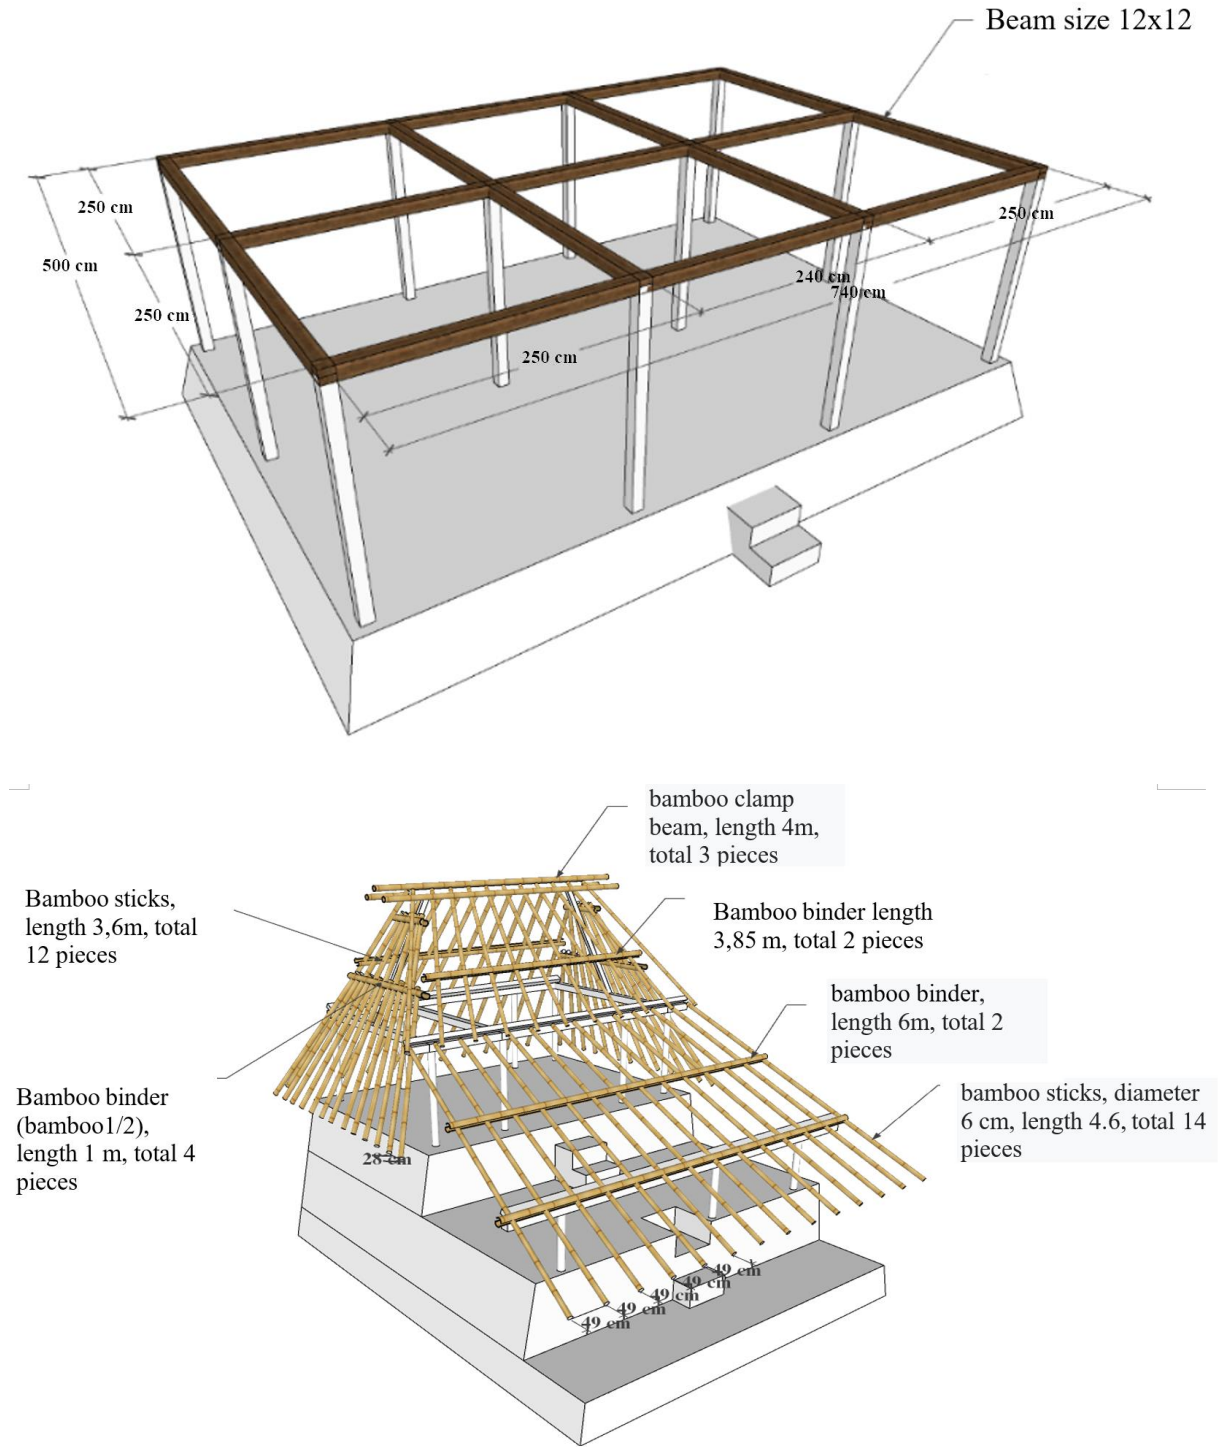 Beam size 12x12
250 cm
500 cm
250 cm
250 cm
240 cm
740 cm
250 cm
bamboo clamp
beam, length 4m,
total 3 pieces
Bamboo sticks,
length 3,6m, total
12 pieces
Bamboo binder length
3,85 m, total 2 pieces
bamboo binder,
length 6m, total 2
pieces
Bamboo binder
(bamboo1/2),
length 1 m, total 4
pieces
bamboo sticks, diameter
6 cm, length 4.6, total 14
pieces
28 cm
49 cm
49 cm
49 cm
49 cm
49 cm